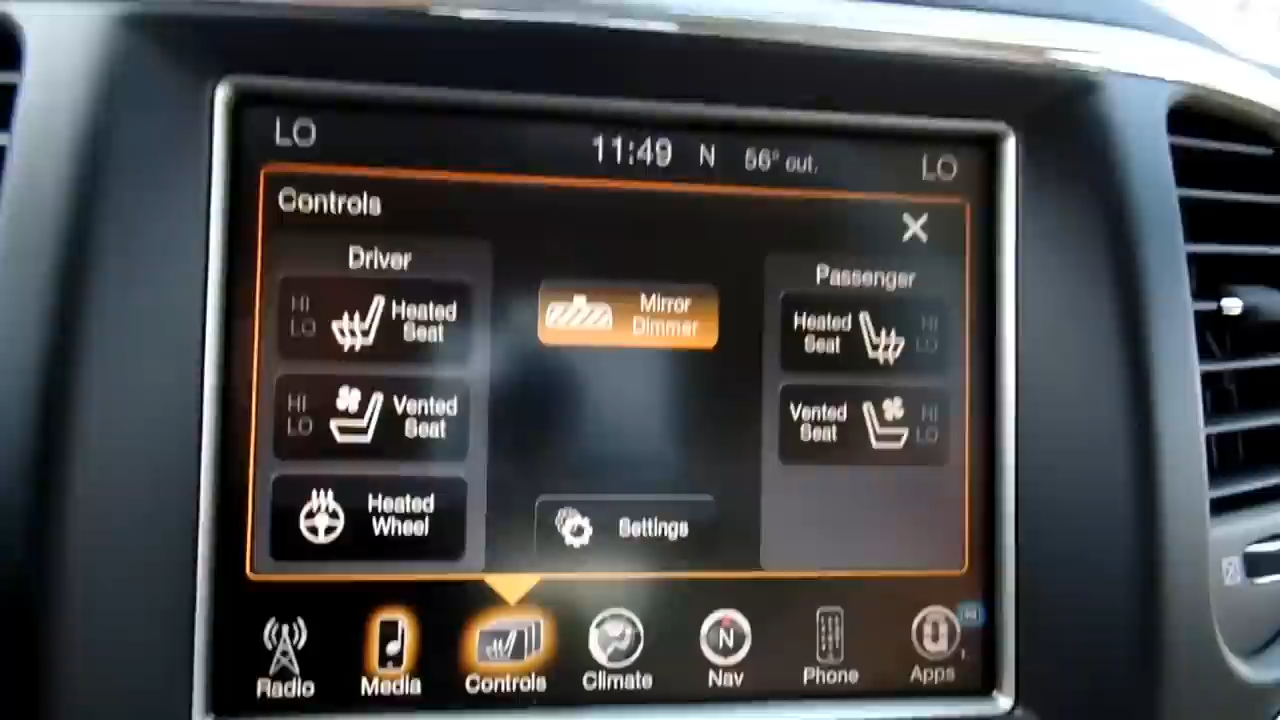 LO
11:49 N 56° out.
LO
Controls
X
Driver
HI
LO
Heated
Seat
HI
LO
Vented
Seat
Heated
Wheel
Mirror
Dimmer
Settings
Passenger
Heated
Seat
HI
LO
Vented
Seat
HI
LO
Radio
Media
Controls
Climate
N
Nav
Phone
Apps